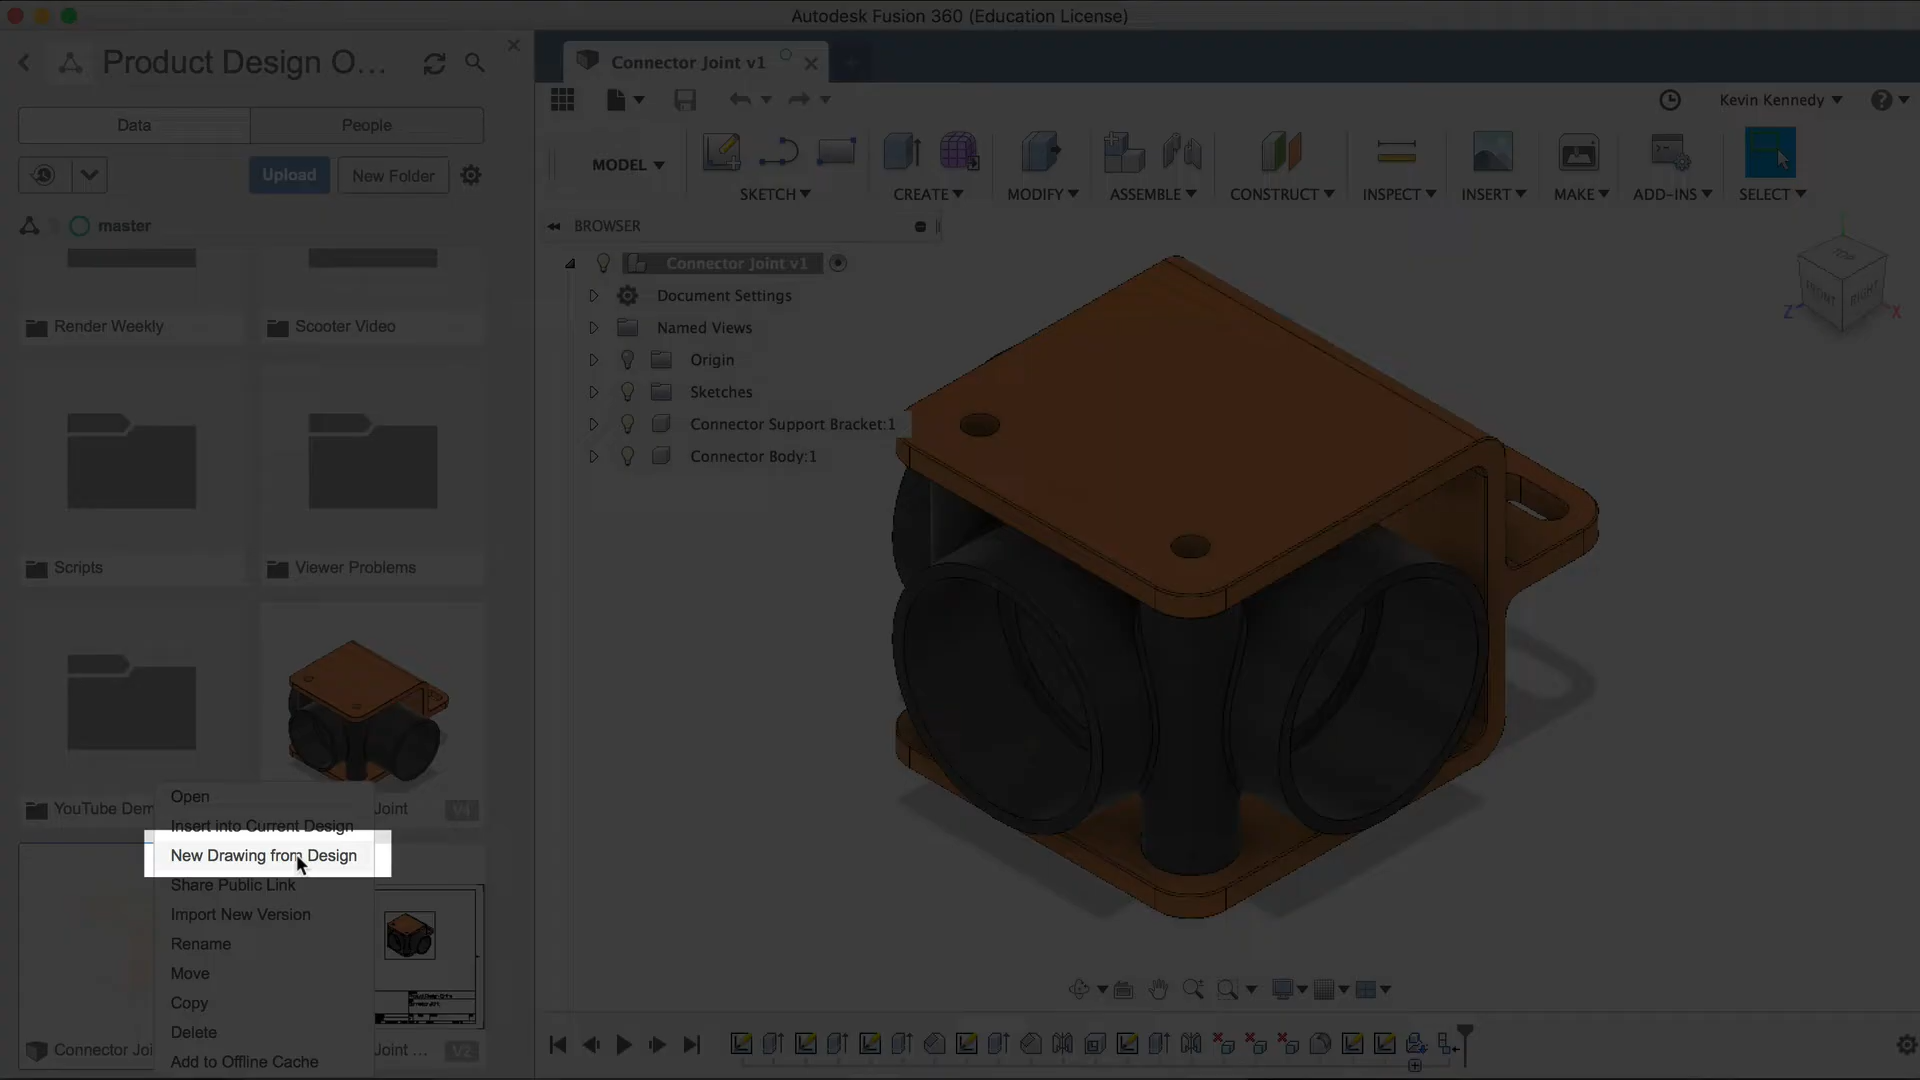 Autodesk Fusion 360 (Education License)
Product Design O...
Data
People
Upload
New Folder
master
Render Weekly
Scooter Video
Scripts
Viewer Problems
YouTube Dem
Joint
V1
Open
Insert into Current Design
New Drawing from Design
Share Public Link
Import New Version
Rename
Move
Copy
Delete
Add to Offline Cache
Connector Joi
Joint ...
V2
Connector Joint v1
Kevin Kennedy
MODEL
SKETCH
CREATE
MODIFY
ASSEMBLE
CONSTRUCT
INSPECT
INSERT
MAKE
ADD-INS
SELECT
BROWSER
Connector Joint v1
Document Settings
Named Views
Origin
Sketches
Connector Support Bracket:1
Connector Body:1
FRONT
RIGHT
Z
X